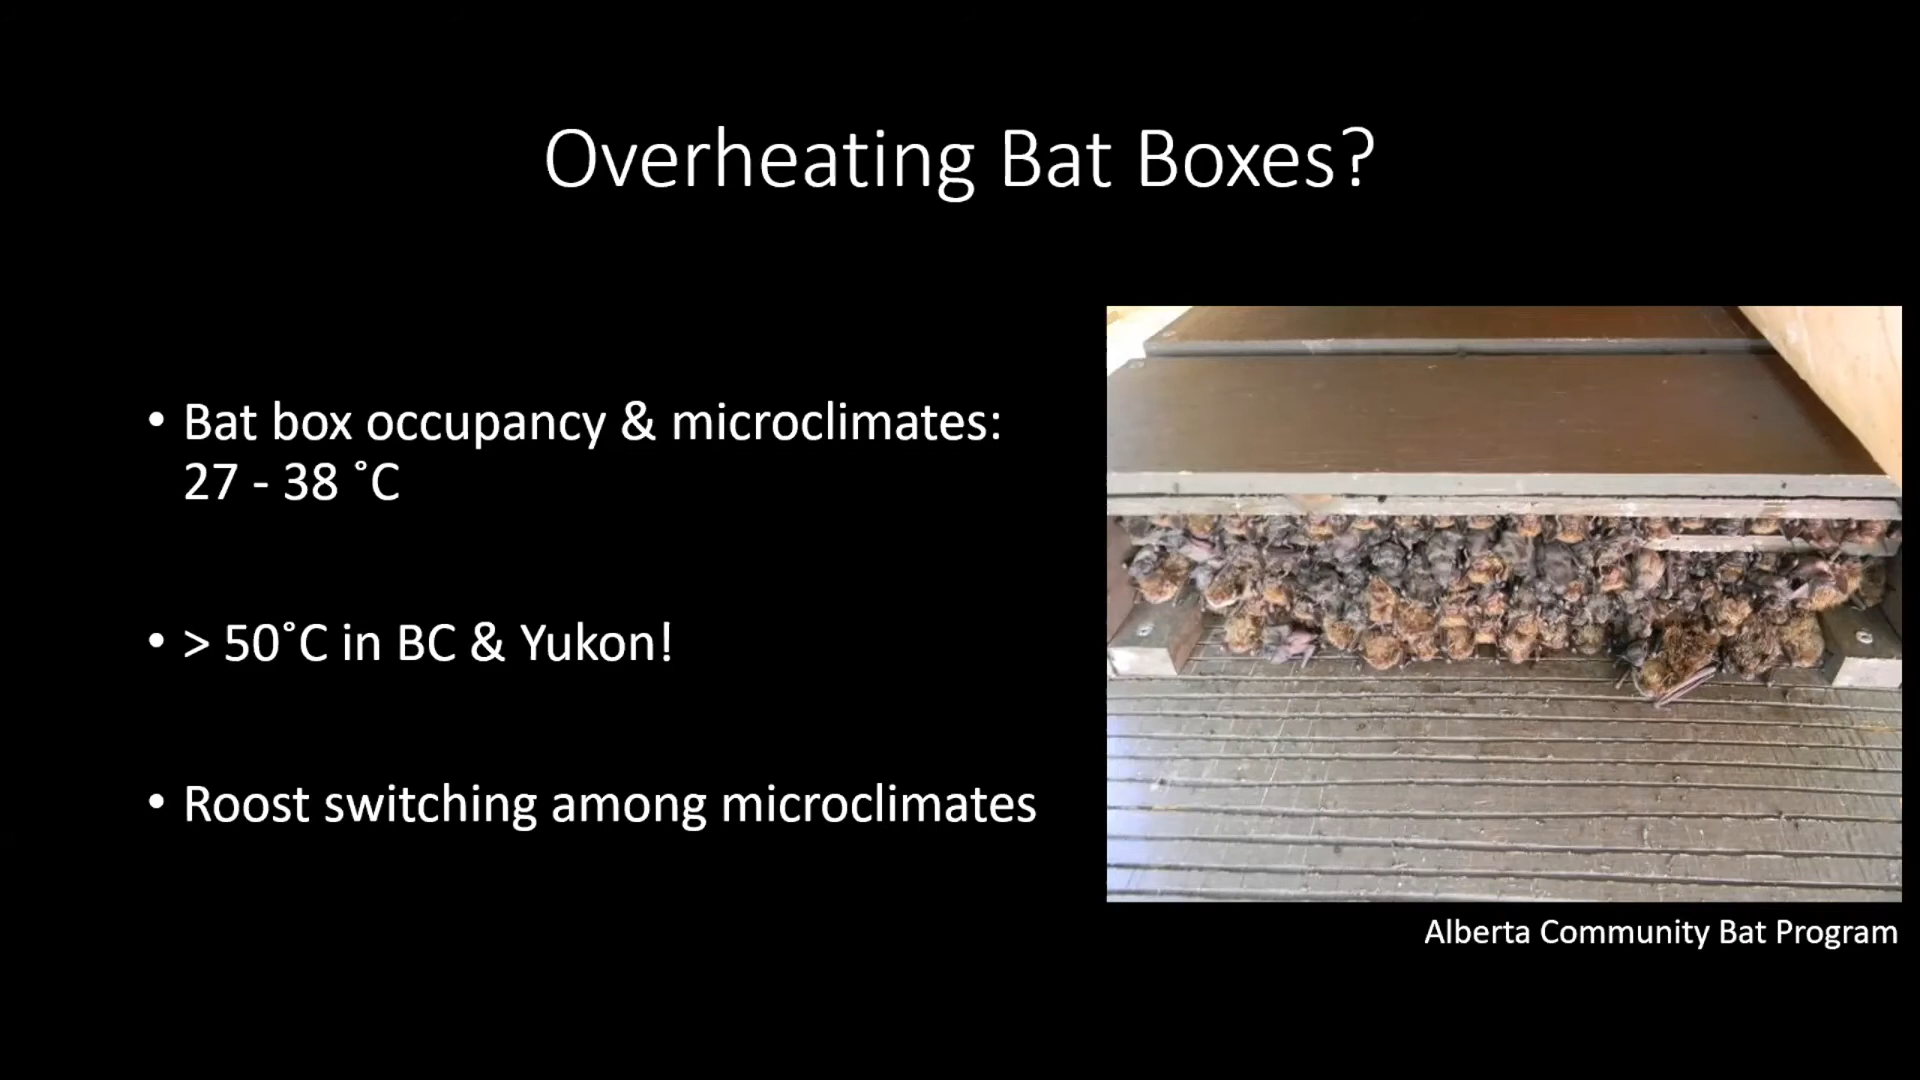 Overheating Bat Boxes?
• Bat box occupancy & microclimates:
27 - 38 ˚C
• > 50˚C in BC & Yukon!
• Roost switching among microclimates
Alberta Community Bat Program